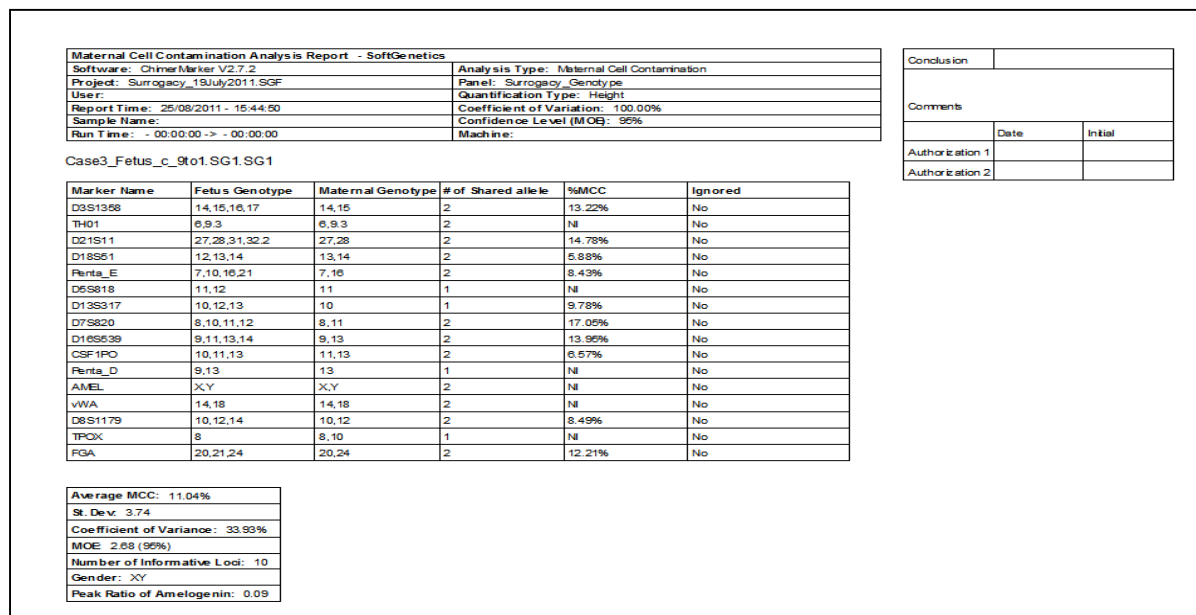 Maternal Cell Contamination Analysis Report - SoftGenetics
Software: ChimerMarker V2.7.2 Analysis Type: Maternal Cell Contamination
Project: Surrogacy_19July2011.SGF Panel: Surrogacy_Genotype
User: Quantification Type: Height
Report Time: 25/08/2011 - 15:44:50 Coefficient of Variation: 100.00%
Sample Name: Confidence Level (MOE): 95%
Run Time: - 00:00:00 -> - 00:00:00 Machine:
Conclusion
Comments
Date Initial
Authorization 1
Authorization 2
Case3_Fetus_c_9to1.SG1.SG1
Marker Name Fetus Genotype Maternal Genotype # of Shared allele %MCC Ignored
D3S1358 14,15,16,17 14,15 2 13.22% No
TH01 6,9.3 6,9.3 2 NI No
D21S11 27,28,31,32.2 27,28 2 14.78% No
D18S51 12,13,14 13,14 2 5.88% No
Penta_E 7,10,16,21 7,16 2 8.43% No
D5S818 11,12 11 1 NI No
D13S317 10,12,13 10 1 9.78% No
D7S820 8,10,11,12 8,11 2 17.05% No
D16S539 9,11,13,14 9,13 2 13.95% No
CSF1PO 10,11,13 11,13 2 6.57% No
Penta_D 9,13 13 1 NI No
AMEL X,Y X,Y 2 NI No
vWA 14,18 14,18 2 NI No
D8S1179 10,12,14 10,12 2 8.49% No
TPOX 8 8,10 1 NI No
FGA 20,21,24 20,24 2 12.21% No
Average MCC: 11.04%
St. Dev: 3.74
Coefficient of Variance: 33.93%
MOE: 2.68 (95%)
Number of Informative Loci: 10
Gender: XY
Peak Ratio of Amelogenin: 0.09